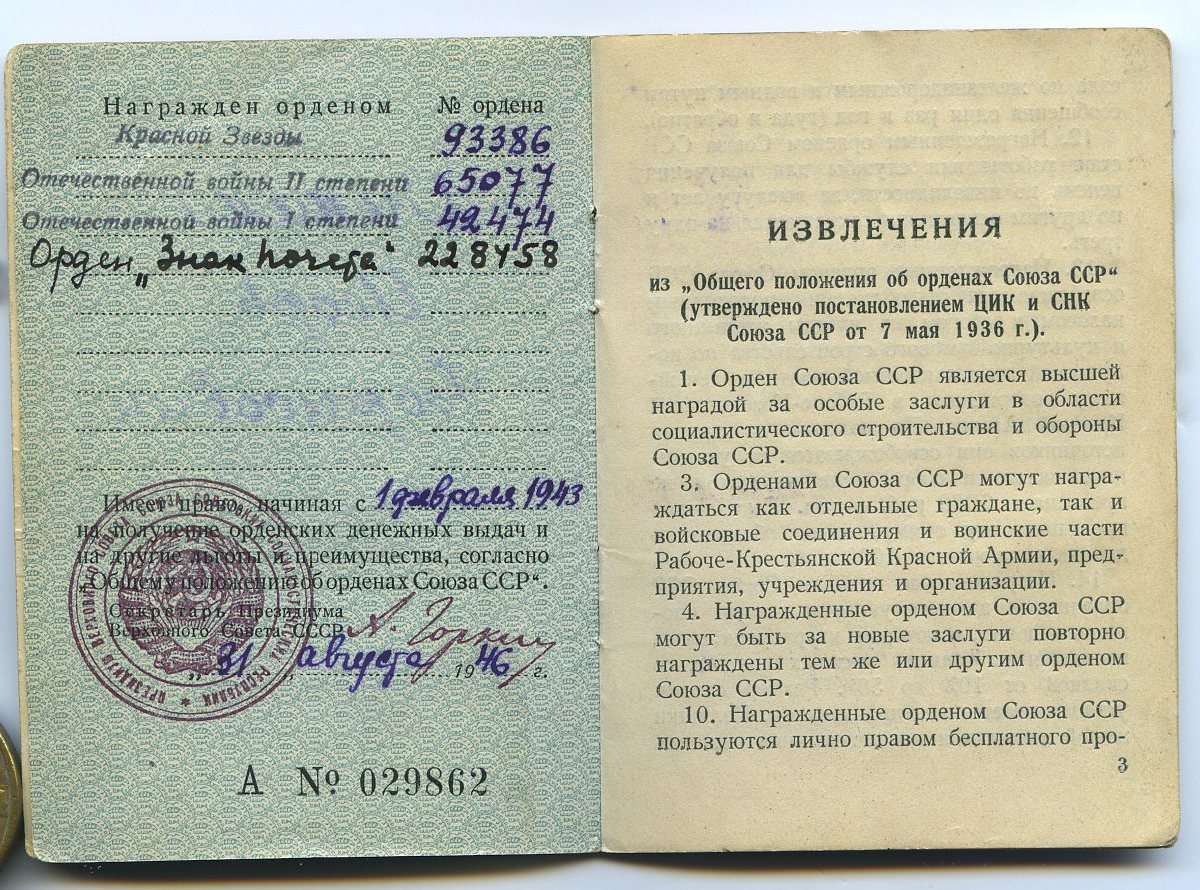 Награжден орденом № ордена
Красной Звезды 93386
Отечественной войны II степени 65077
Отечественной войны I степени 42474
Орден „Знак Почета“ 228458
Имеет право, начиная с 1 февраля 1943
на получение орденских денежных выдач и
на другие льготы и преимущества, согласно
„Общему положению об орденах Союза ССР“.
Секретарь Президиума
Верховного Совета СССР А. Горкин
„31 августа 1946 г.
А № 029862
ИЗВЛЕЧЕНИЯ
из „Общего положения об орденах Союза ССР“
(утверждено постановлением ЦИК и СНК
Союза ССР от 7 мая 1936 г.).
1. Орден Союза ССР является высшей
наградой за особые заслуги в области
социалистического строительства и обороны
Союза ССР.
3. Орденами Союза ССР могут награ-
ждаться как отдельные граждане, так и
войсковые соединения и воинские части
Рабоче-Крестьянской Красной Армии, пред-
приятия, учреждения и организации.
4. Награжденные орденом Союза ССР
могут быть за новые заслуги повторно
награждены тем же или другим орденом
Союза ССР.
10. Награжденные орденом Союза ССР
пользуются лично правом бесплатного про-
3